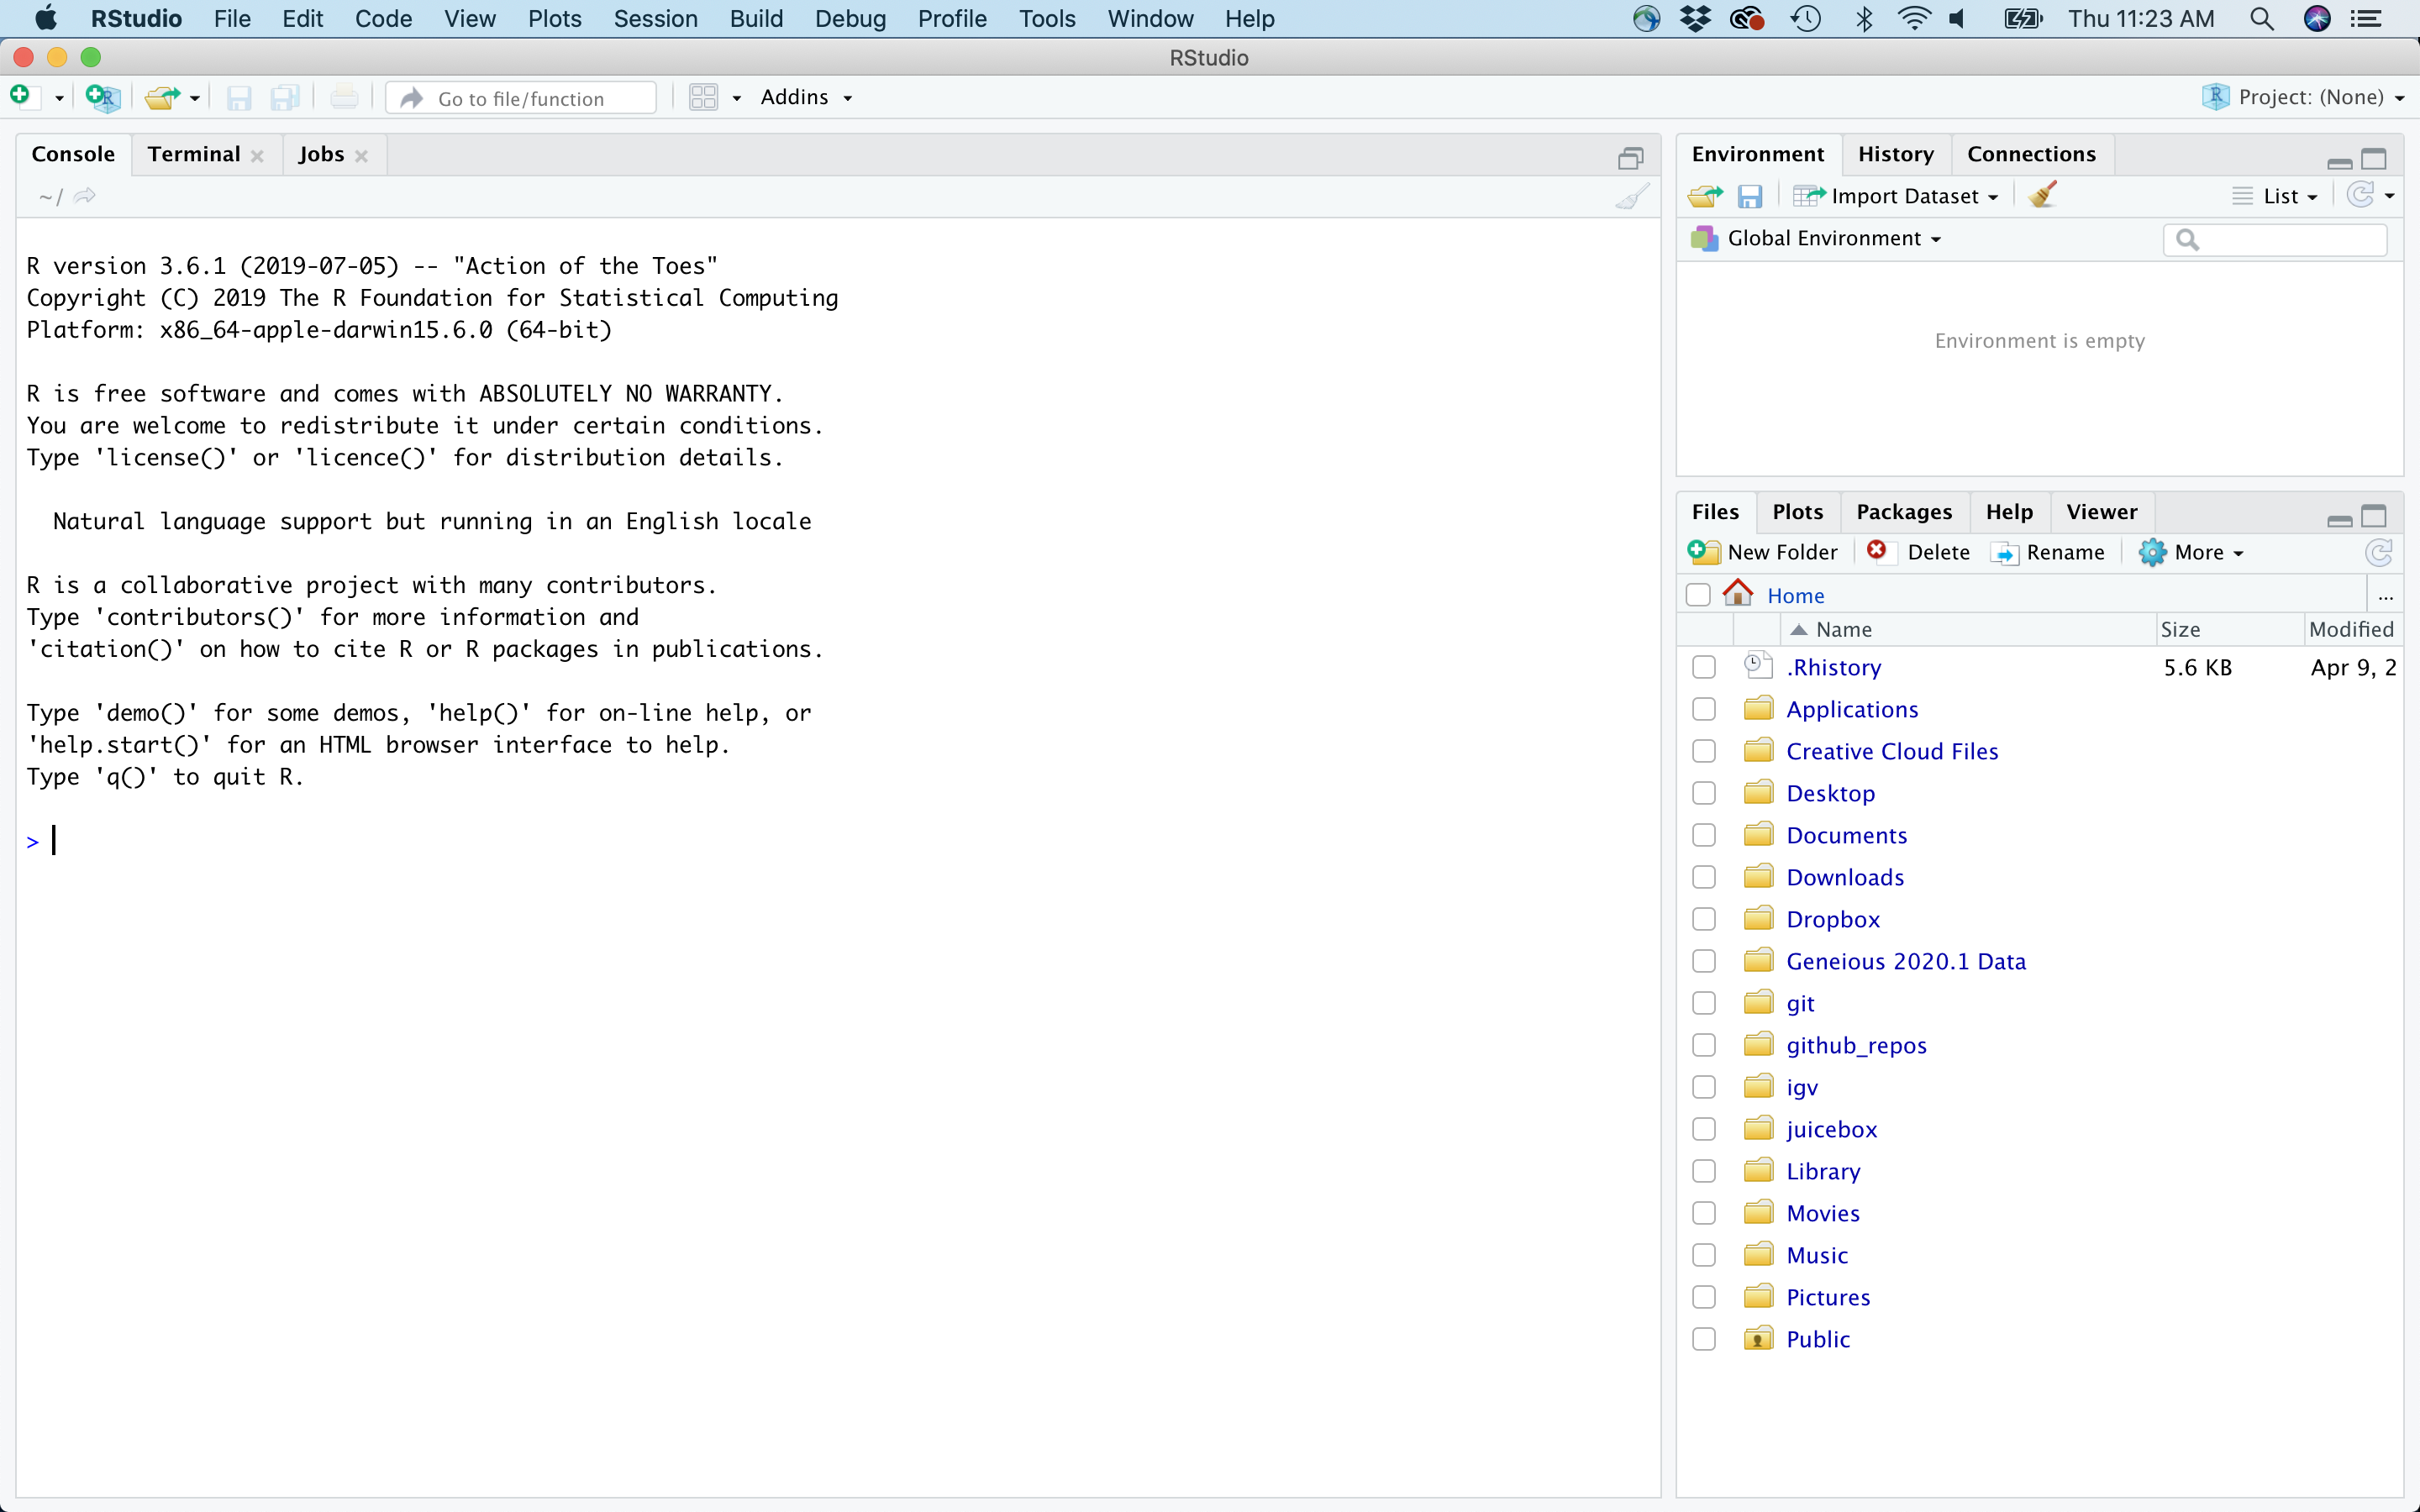 RStudio File Edit Code View Plots Session Build Debug Profile Tools Window Help Thu 11:23 AM
RStudio
Go to file/function Addins Project: (None)
Console Terminal Jobs
~/
R version 3.6.1 (2019-07-05) -- "Action of the Toes"
Copyright (C) 2019 The R Foundation for Statistical Computing
Platform: x86_64-apple-darwin15.6.0 (64-bit)
R is free software and comes with ABSOLUTELY NO WARRANTY.
You are welcome to redistribute it under certain conditions.
Type 'license()' or 'licence()' for distribution details.
Natural language support but running in an English locale
R is a collaborative project with many contributors.
Type 'contributors()' for more information and
'citation()' on how to cite R or R packages in publications.
Type 'demo()' for some demos, 'help()' for on-line help, or
'help.start()' for an HTML browser interface to help.
Type 'q()' to quit R.
>
Environment History Connections
Import Dataset List
Global Environment
Environment is empty
Files Plots Packages Help Viewer
New Folder Delete Rename More
Home ...
Name Size Modified
.Rhistory 5.6 KB Apr 9, 2
Applications
Creative Cloud Files
Desktop
Documents
Downloads
Dropbox
Geneious 2020.1 Data
git
github_repos
igv
juicebox
Library
Movies
Music
Pictures
Public